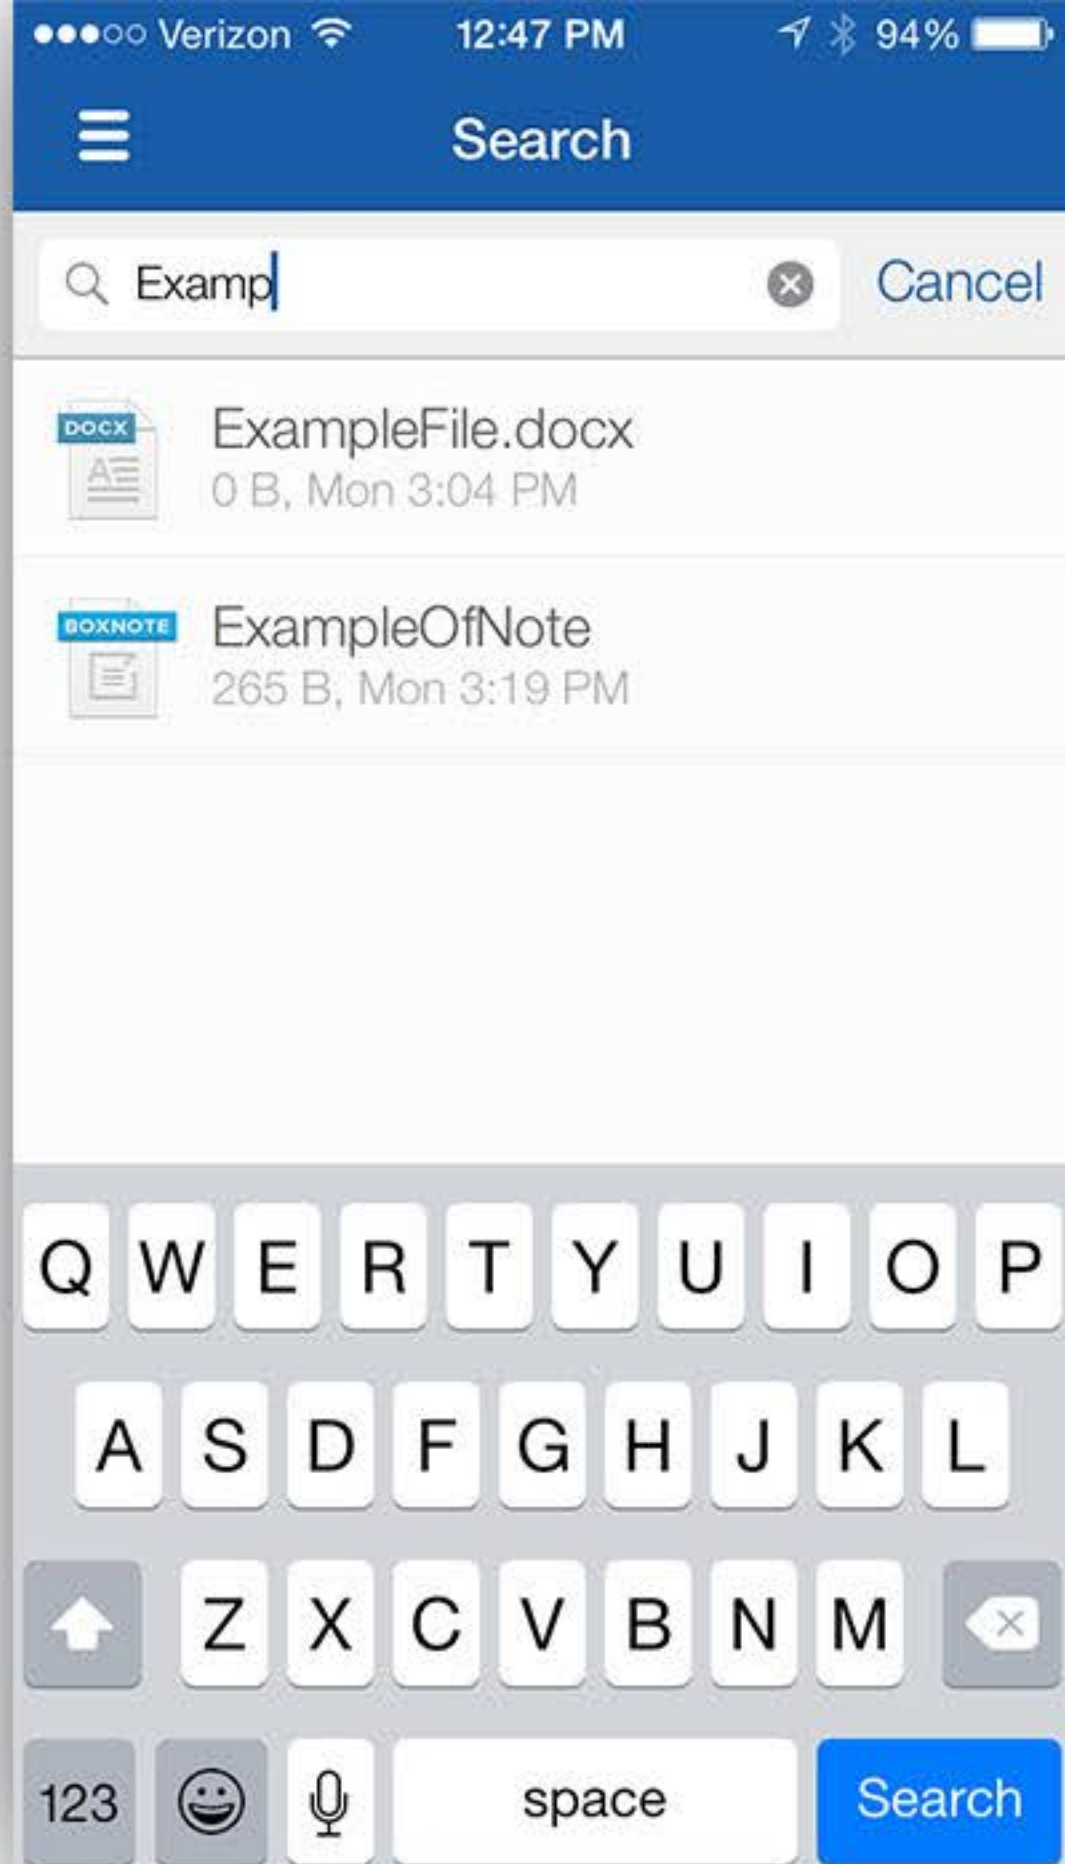 Verizon 12:47 PM 94%
Search
Examp Cancel
DOCX ExampleFile.docx
0 B, Mon 3:04 PM
BOXNOTE ExampleOfNote
265 B, Mon 3:19 PM
Q W E R T Y U I O P
A S D F G H J K L
Z X C V B N M
123 space Search